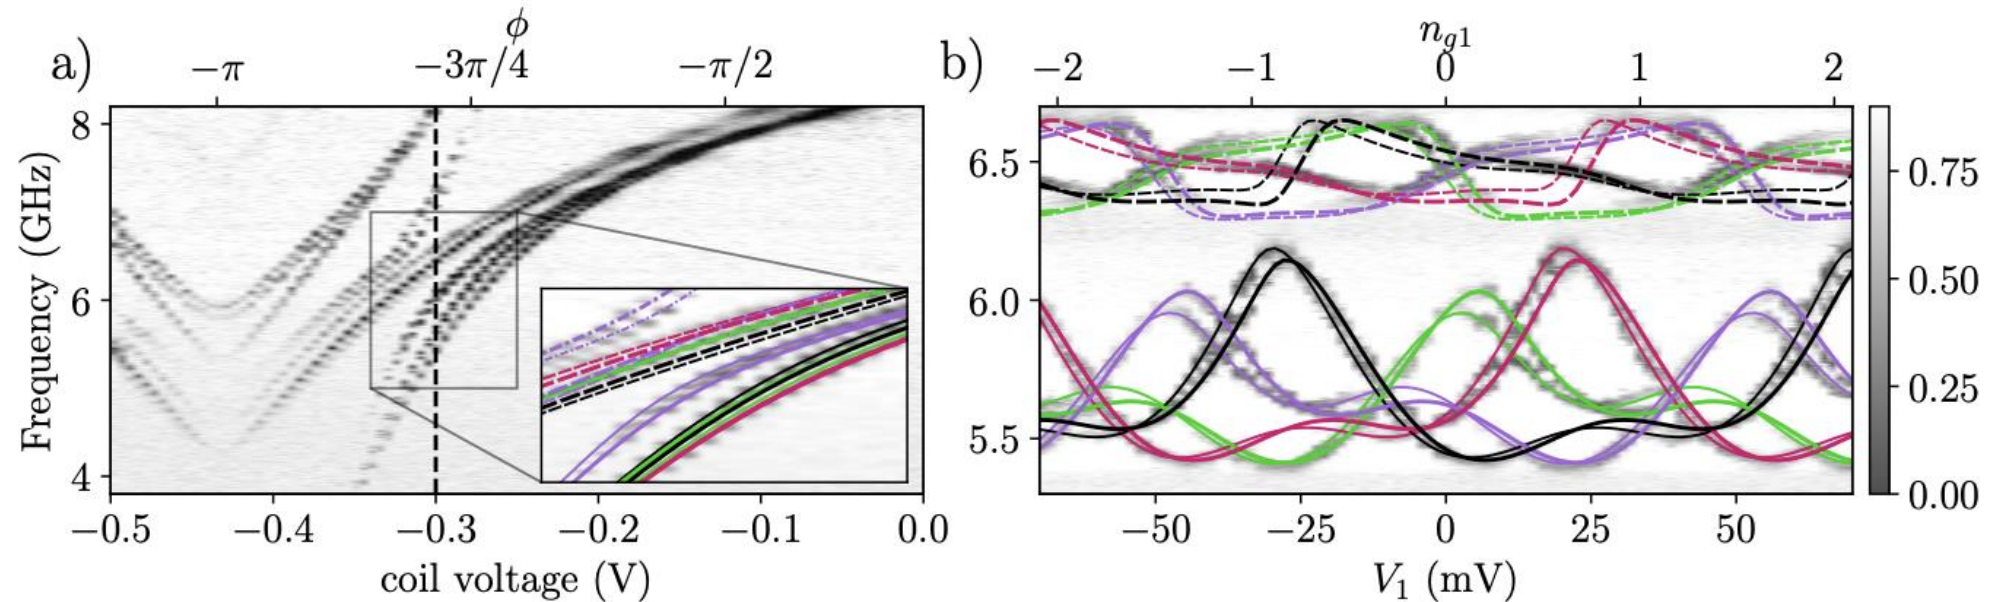 a)
ϕ
−π −3π/4 −π/2
Frequency (GHz)
8
6
4
−0.5 −0.4 −0.3 −0.2 −0.1 0.0
coil voltage (V)
b)
n_{g1}
−2 −1 0 1 2
6.5
6.0
5.5
−50 −25 0 25 50
V_1 (mV)
0.75
0.50
0.25
0.00